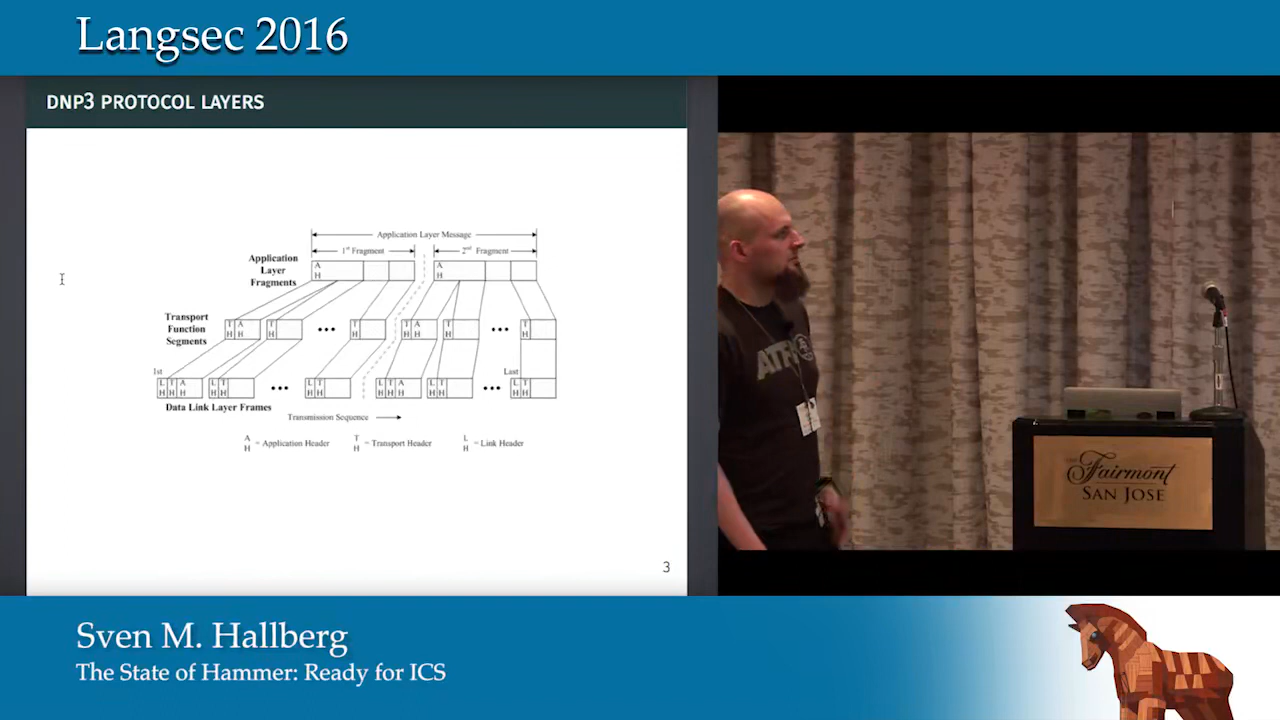 Langsec 2016
DNP3 PROTOCOL LAYERS
Application Layer Message
1st Fragment
2nd Fragment
Application
Layer
Fragments
A
H
A
H
Transport
Function
Segments
T A
H H
T
H
T
H
T A
H H
T
H
T
H
1st
Last
L T A
H H H
L T
H H
L T
H H
L T A
H H H
L T
H H
L T
H H
Data Link Layer Frames
Transmission Sequence
A
H = Application Header
T
H = Transport Header
L
H = Link Header
3
ATF
Fairmont
SAN JOSE
Sven M. Hallberg
The State of Hammer: Ready for ICS